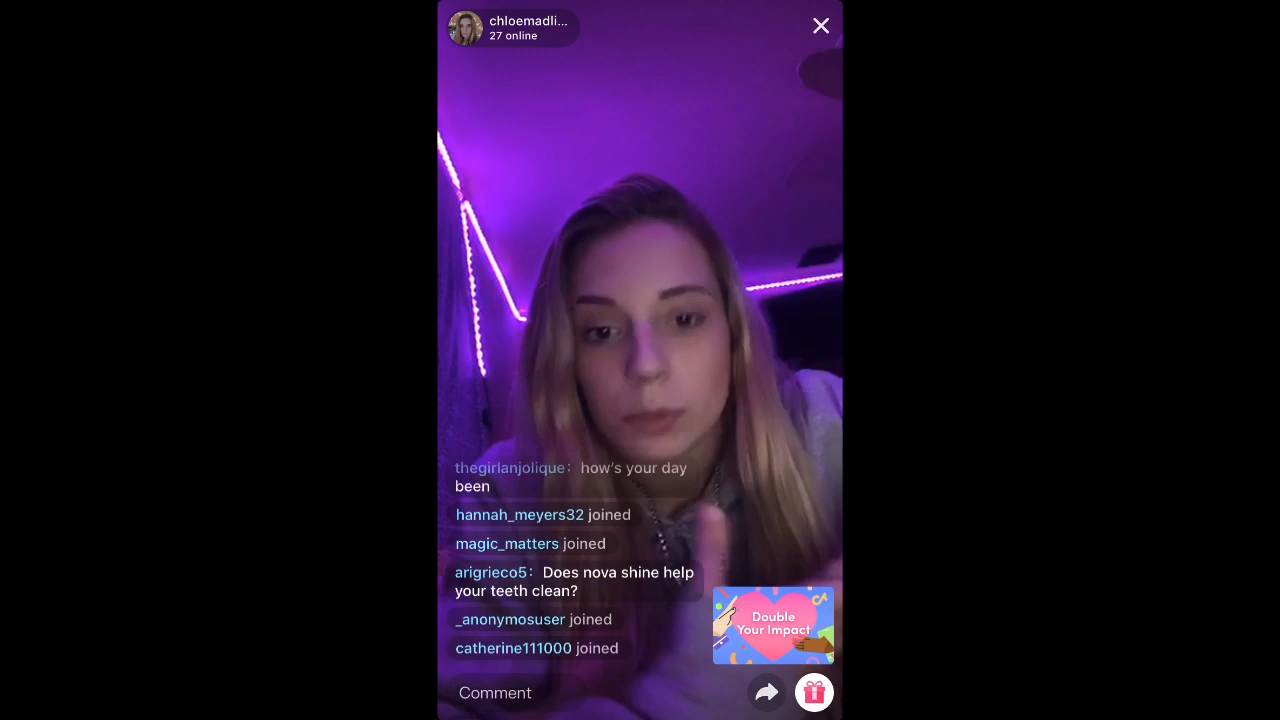 chloemadli...
27 online
thegirlanjolique: how's your day
been
hannah_meyers32 joined
magic_matters joined
arigrieco5: Does nova shine help
your teeth clean?
_anonymosuser joined
catherine111000 joined
Double
Your Impact
Comment